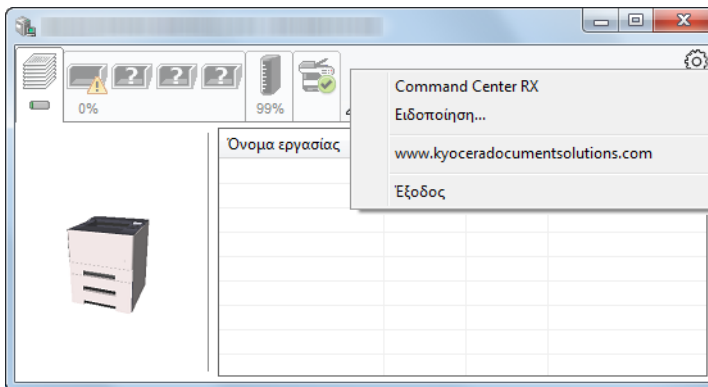 0%
99%
Command Center RX
Ειδοποίηση...
www.kyoceradocumentsolutions.com
Έξοδος
Όνομα εργασίας